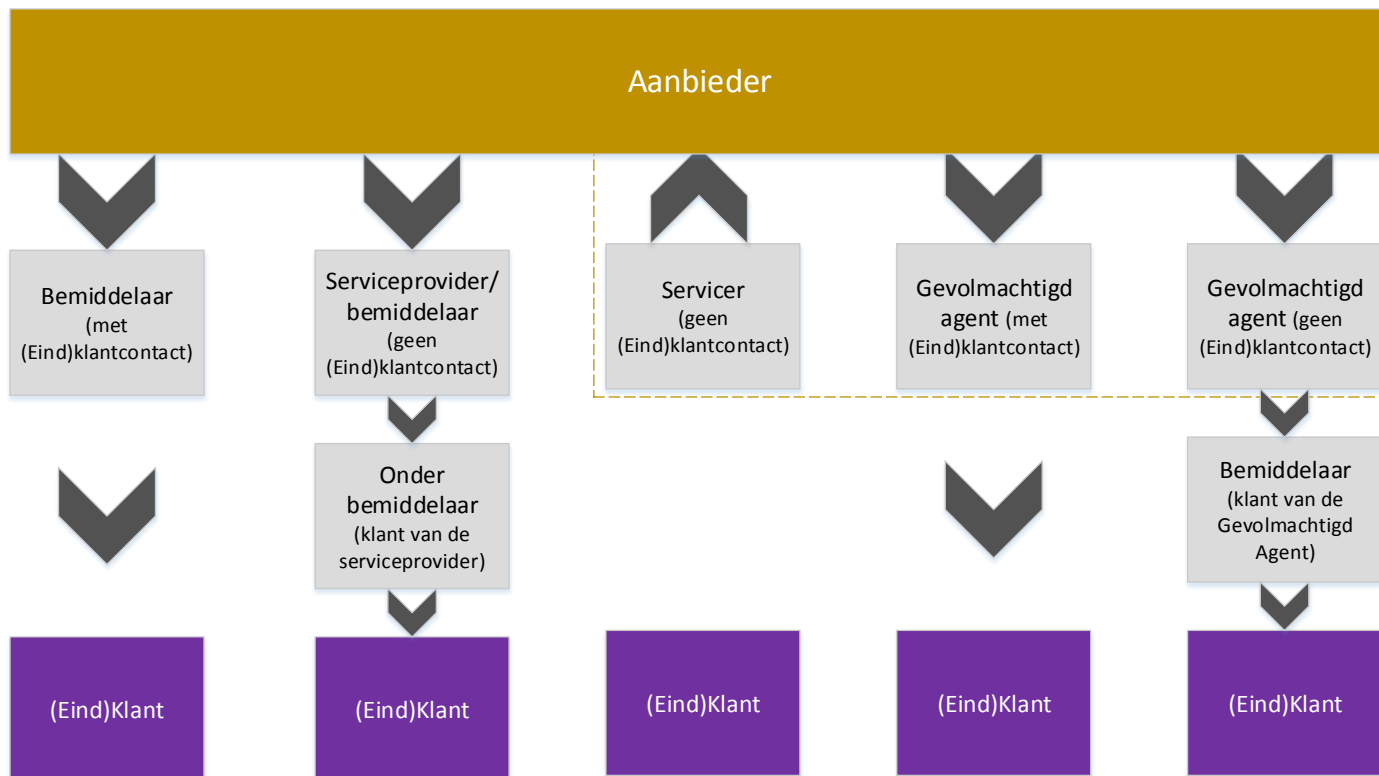 Aanbieder
Bemiddelaar
(met
(Eind)klantcontact)
Serviceprovider/
bemiddelaar
(geen
(Eind)klantcontact)
Servicer
(geen
(Eind)klantcontact)
Gevolmachtigd
agent (met
(Eind)klantcontact)
Gevolmachtigd
agent (geen
(Eind)klantcontact)
Onder
bemiddelaar
(klant van de
serviceprovider)
Bemiddelaar
(klant van de
Gevolmachtigd
Agent)
(Eind)Klant
(Eind)Klant
(Eind)Klant
(Eind)Klant
(Eind)Klant